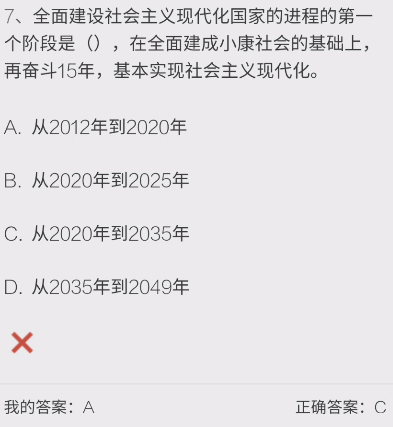 7、全面建设社会主义现代化国家的进程的第一
个阶段是（），在全面建成小康社会的基础上，
再奋斗15年，基本实现社会主义现代化。
A. 从2012年到2020年
B. 从2020年到2025年
C. 从2020年到2035年
D. 从2035年到2049年
我的答案：A 正确答案：C